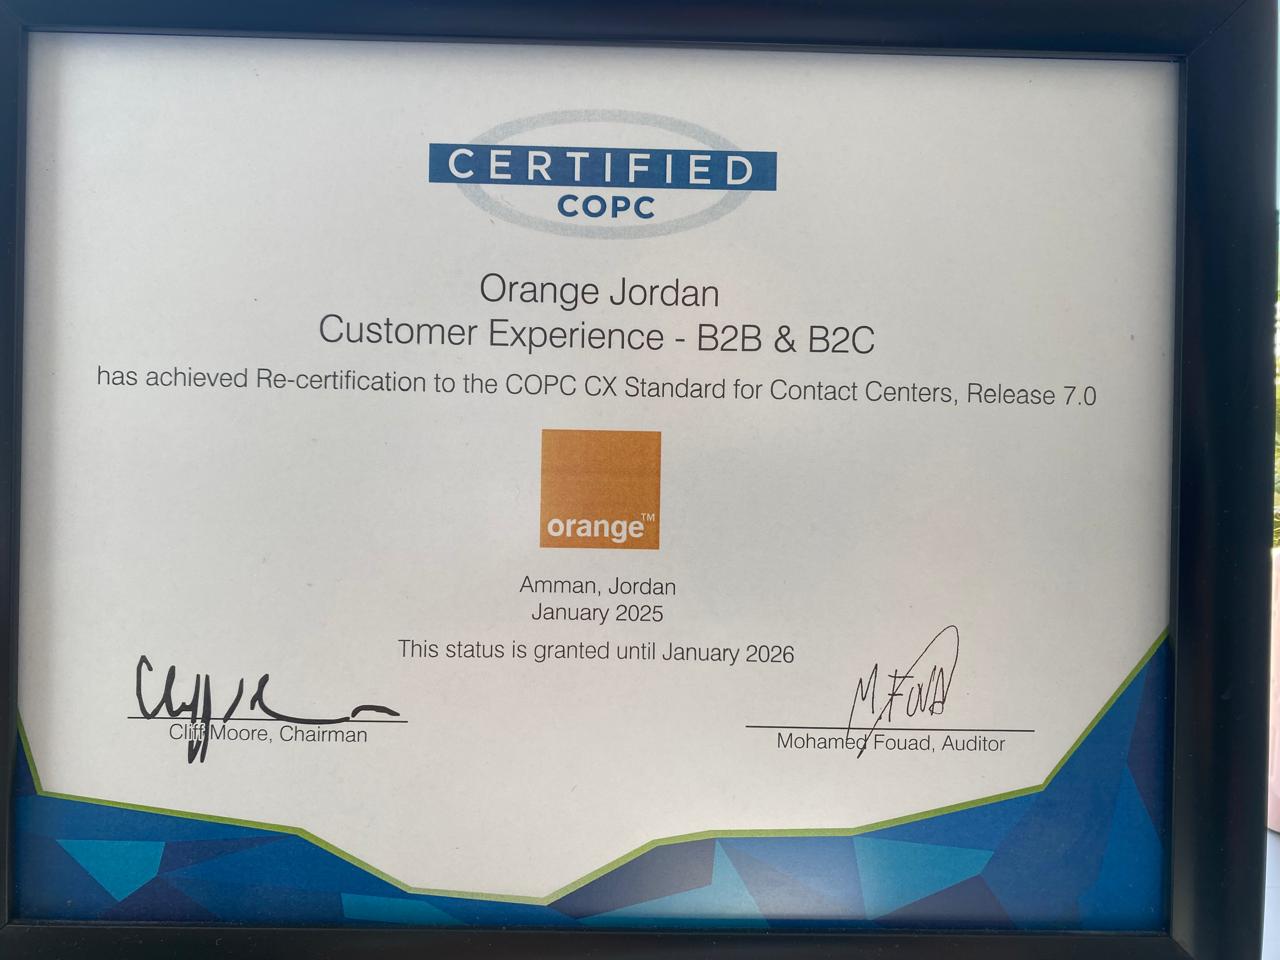 CERTIFIED
COPC
Orange Jordan
Customer Experience - B2B & B2C
has achieved Re-certification to the COPC CX Standard for Contact Centers, Release 7.0
orange™
Amman, Jordan
January 2025
This status is granted until January 2026
Cliff Moore, Chairman
M.Fouad
Mohamed Fouad, Auditor